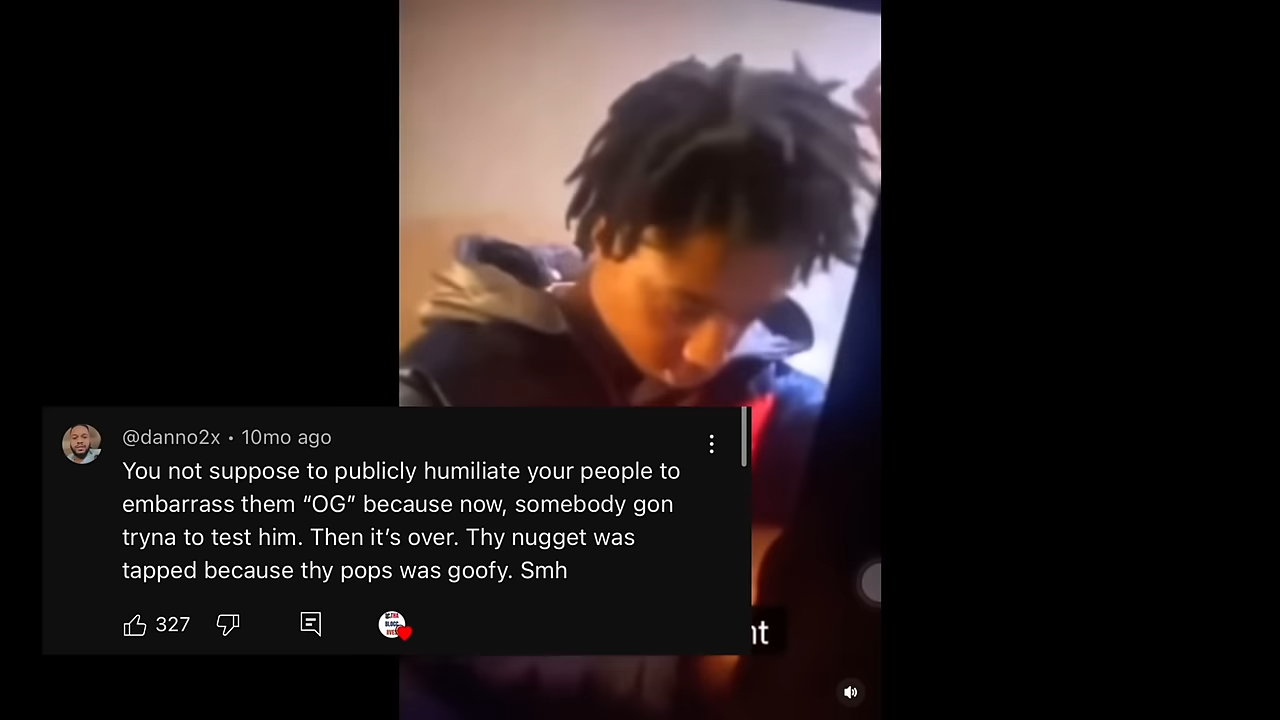 @danno2x • 10mo ago
You not suppose to publicly humiliate your people to
embarrass them “OG” because now, somebody gon
tryna to test him. Then it’s over. Thy nugget was
tapped because thy pops was goofy. Smh
327